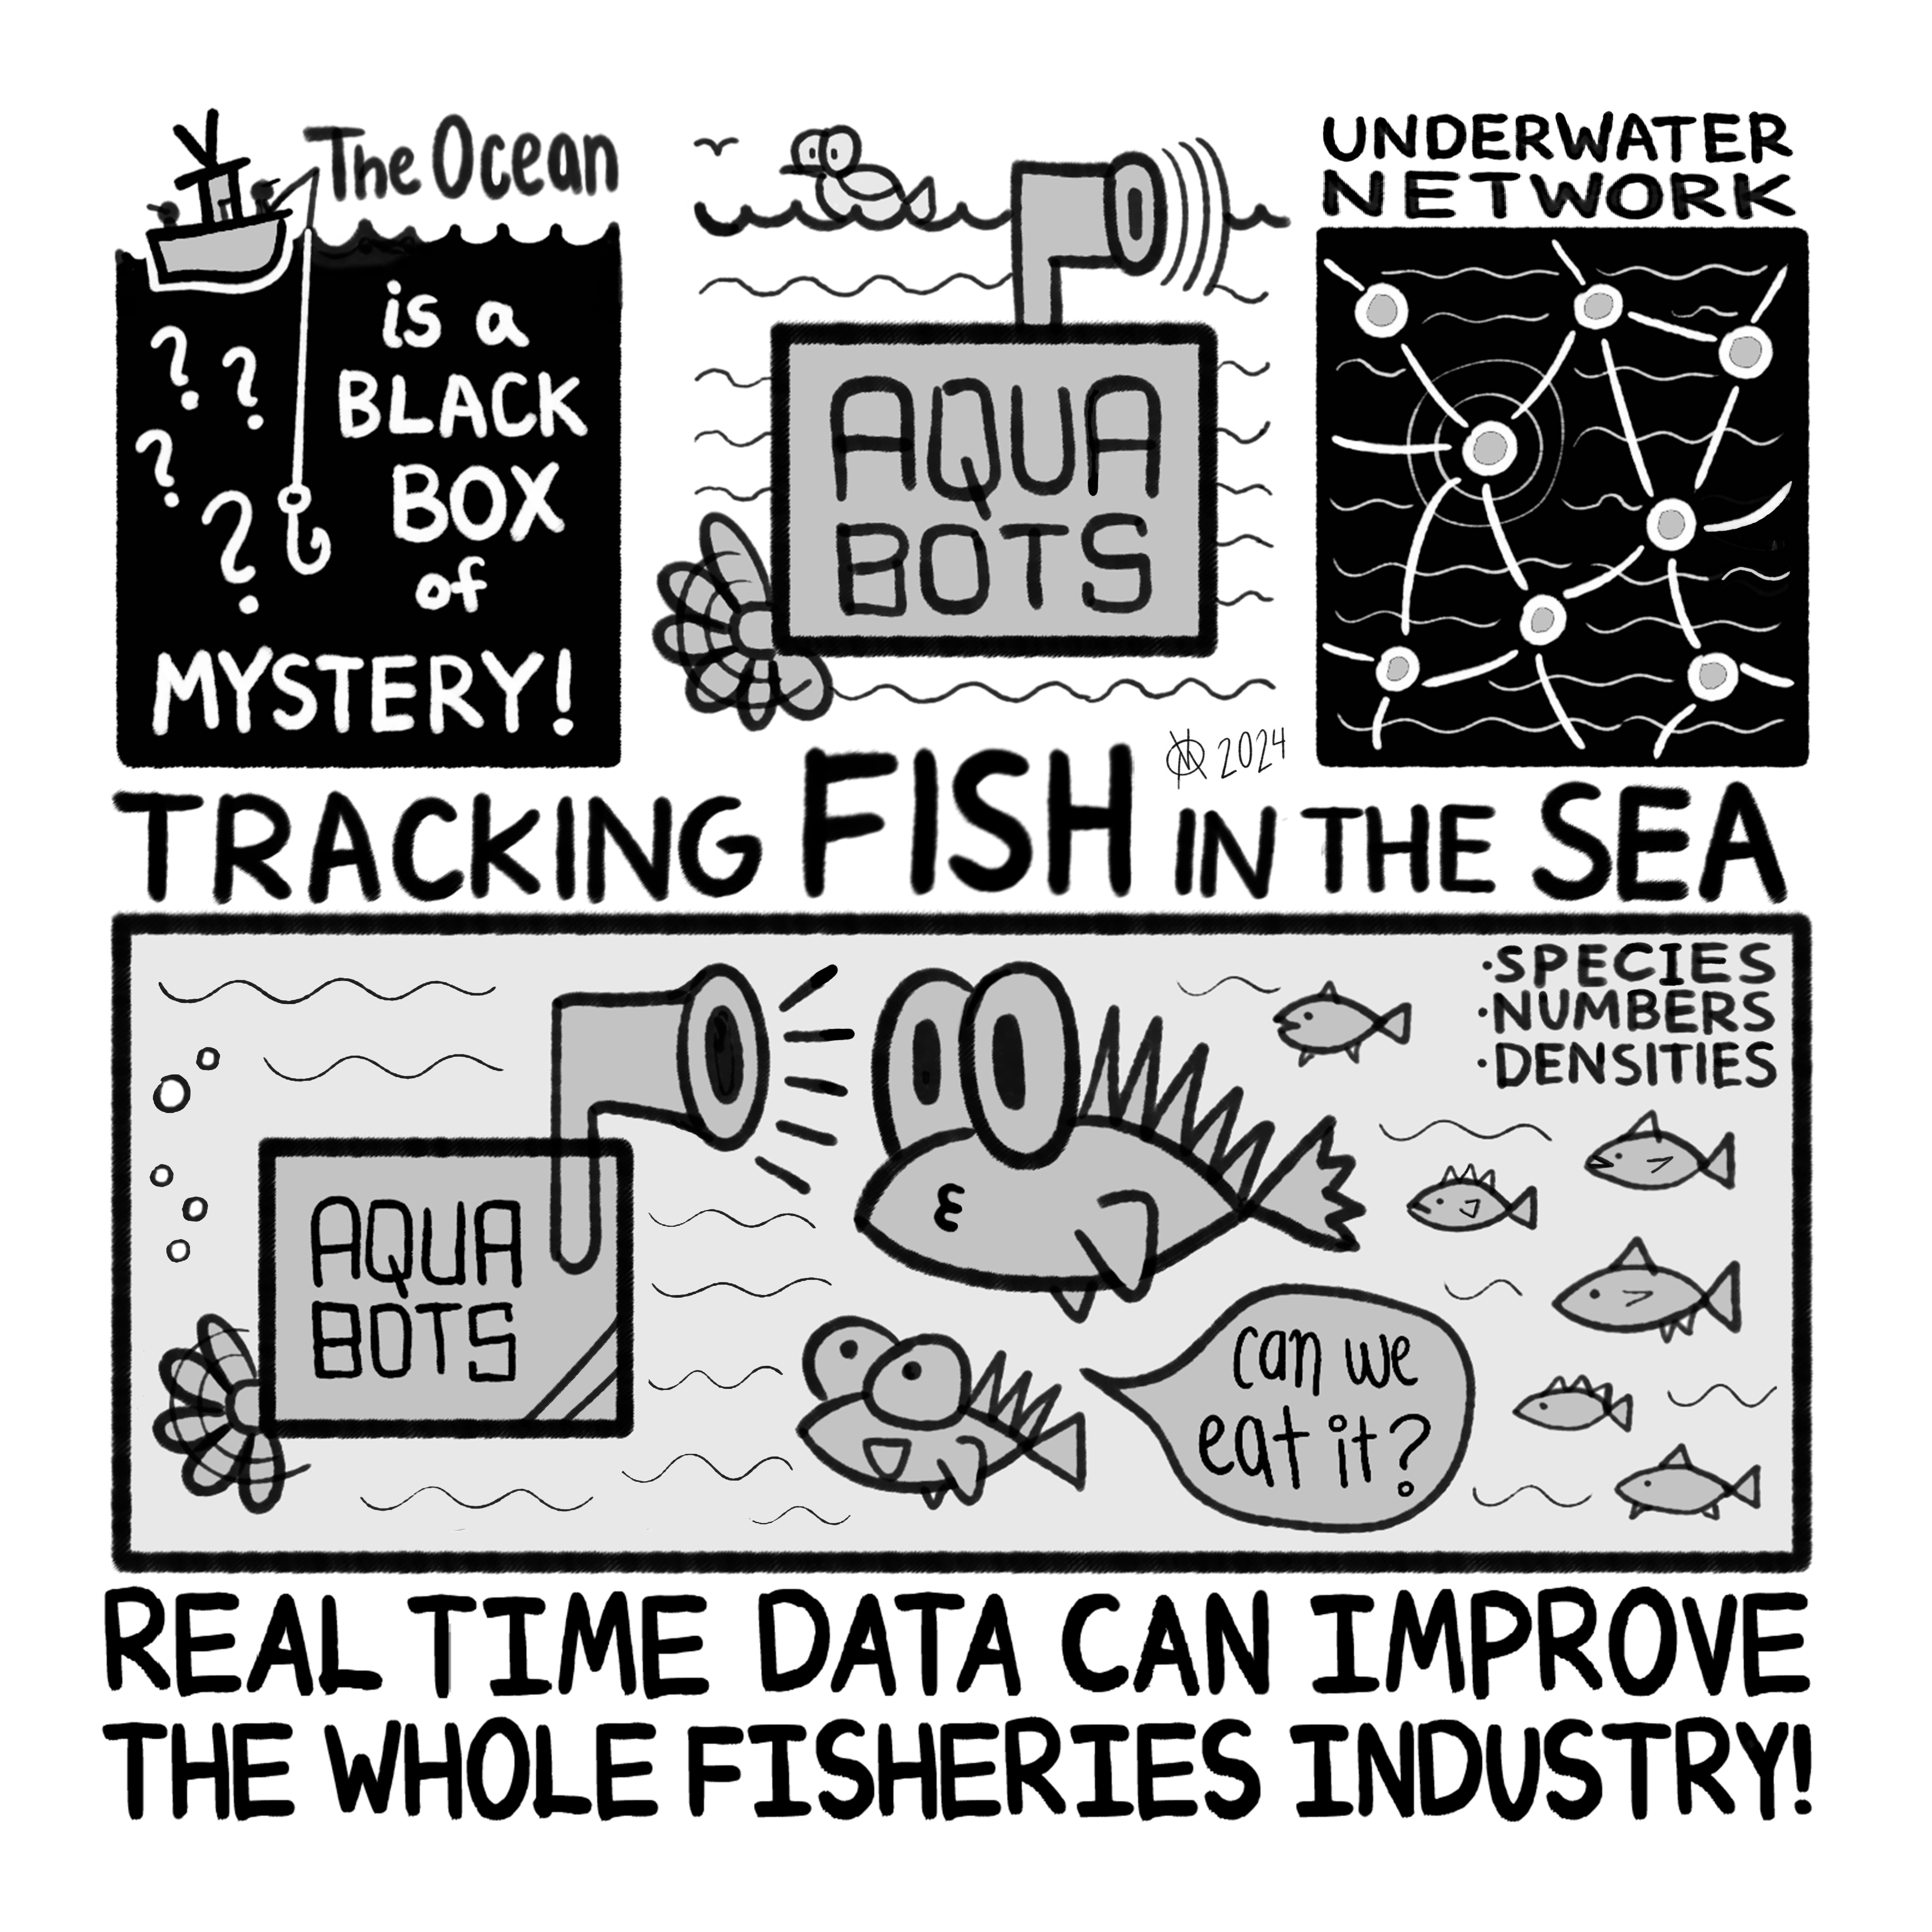 The Ocean
is a
BLACK
BOX
of
MYSTERY!
? ? ? ?
AQUA
BOTS
UNDERWATER
NETWORK
2024
TRACKING FISH IN THE SEA
AQUA
BOTS
·SPECIES
·NUMBERS
·DENSITIES
can we
eat it?
REAL TIME DATA CAN IMPROVE
THE WHOLE FISHERIES INDUSTRY!